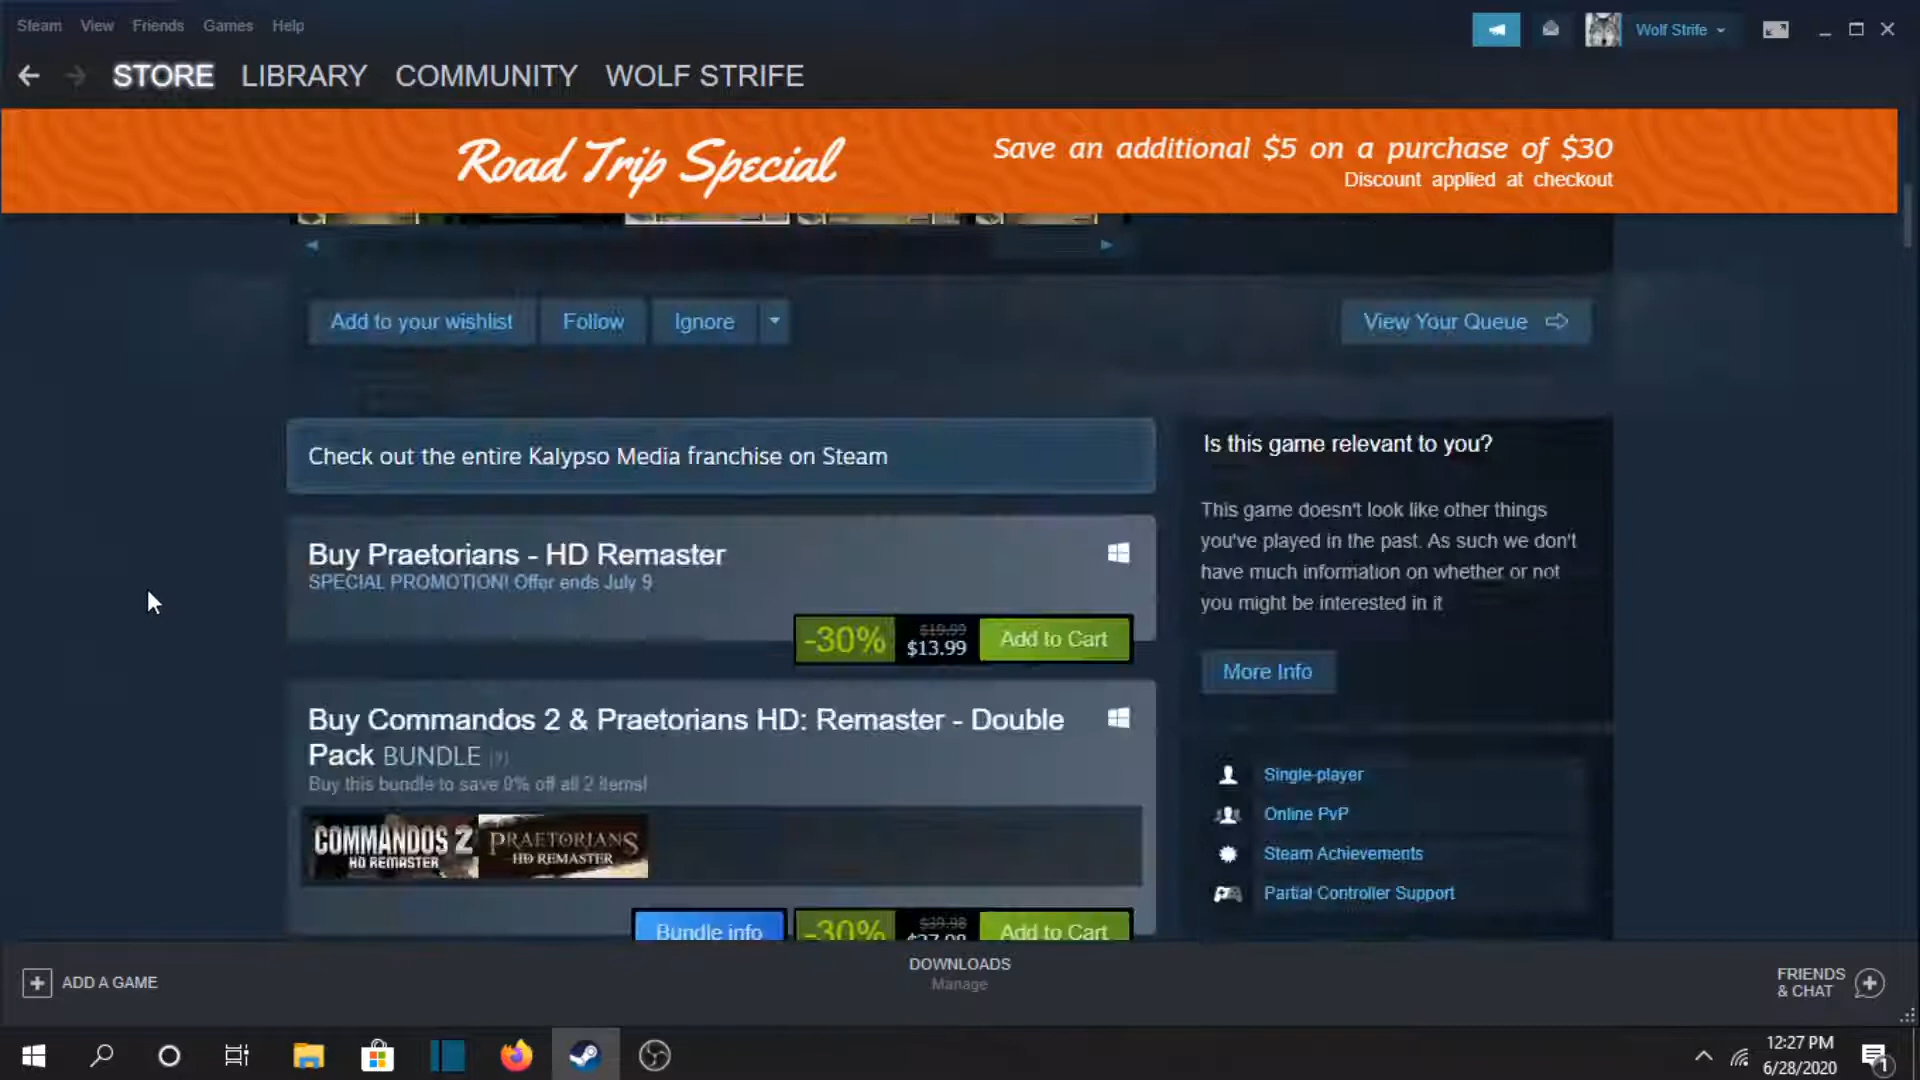 Steam View Friends Games Help
Wolf Strife
STORE LIBRARY COMMUNITY WOLF STRIFE
Road Trip Special
Save an additional $5 on a purchase of $30
Discount applied at checkout
Add to your wishlist
Follow
Ignore
View Your Queue
Check out the entire Kalypso Media franchise on Steam
Is this game relevant to you?
This game doesn't look like other things
you've played in the past. As such we don't
have much information on whether or not
you might be interested in it
More Info
Buy Praetorians - HD Remaster
SPECIAL PROMOTION! Offer ends July 9
-30%
$19.99
$13.99
Add to Cart
Buy Commandos 2 & Praetorians HD: Remaster - Double
Pack BUNDLE (?)
Buy this bundle to save 0% off all 2 items!
COMMANDOS 2
HD REMASTER
PRAETORIANS
HD REMASTER
Single-player
Online PvP
Steam Achievements
Partial Controller Support
Bundle info
-30%
$39.98
$27.98
Add to Cart
ADD A GAME
DOWNLOADS
Manage
FRIENDS
& CHAT
12:27 PM
6/28/2020
1